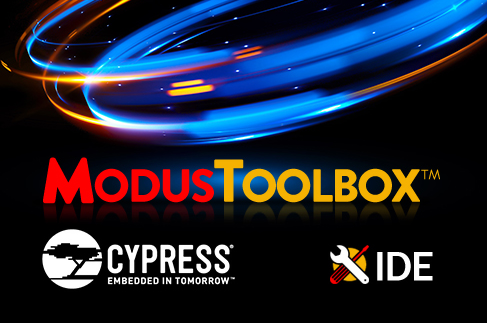 MODUSTOOLBOX™
CYPRESS®
EMBEDDED IN TOMORROW™
IDE